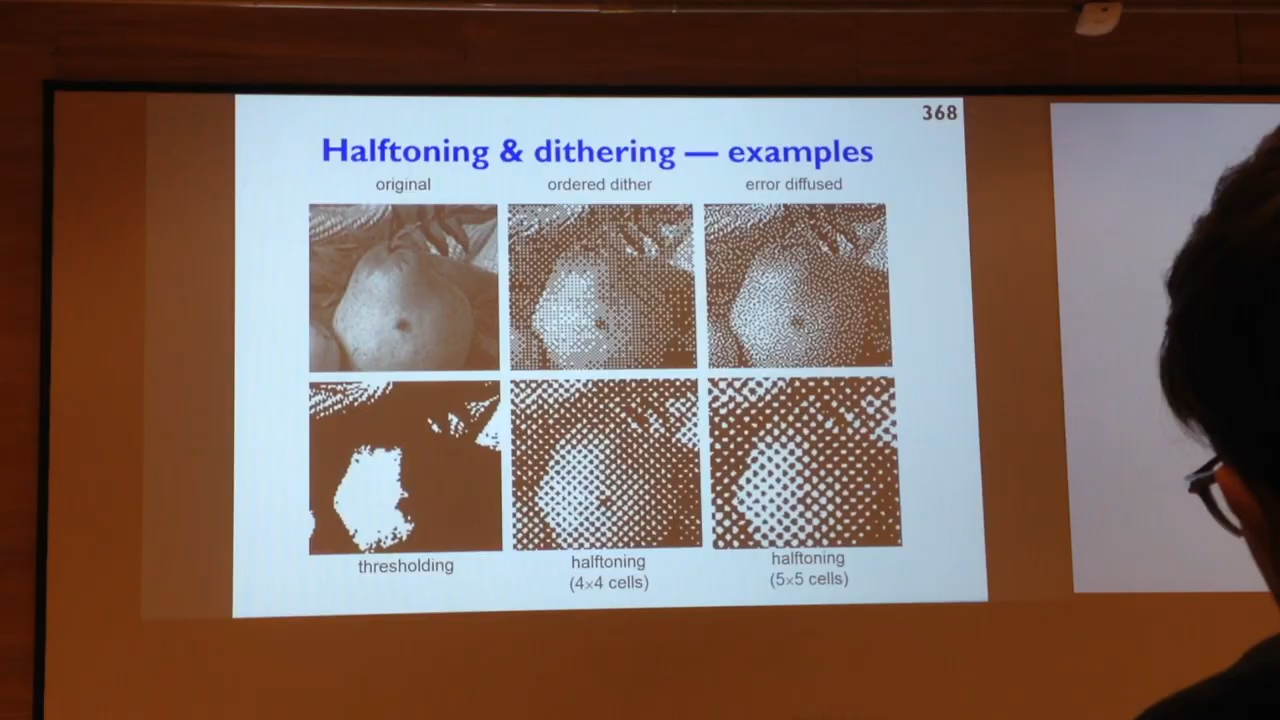 368
Halftoning & dithering — examples
original
ordered dither
error diffused
thresholding
halftoning
(4×4 cells)
halftoning
(5×5 cells)